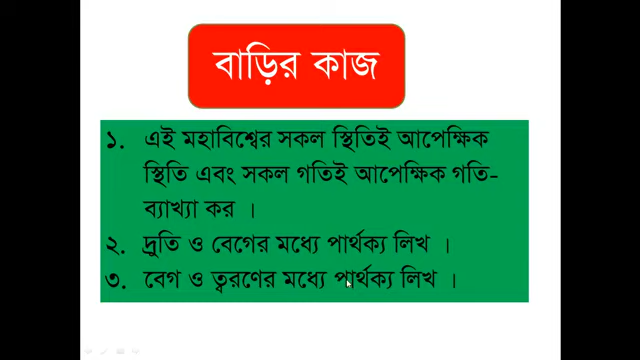 বাড়ির কাজ
১. এই মহাবিশ্বের সকল স্থিতিই আপেক্ষিক
স্থিতি এবং সকল গতিই আপেক্ষিক গতি-
ব্যাখ্যা কর ।
২. দ্রুতি ও বেগের মধ্যে পার্থক্য লিখ ।
৩. বেগ ও ত্বরণের মধ্যে পার্থক্য লিখ ।